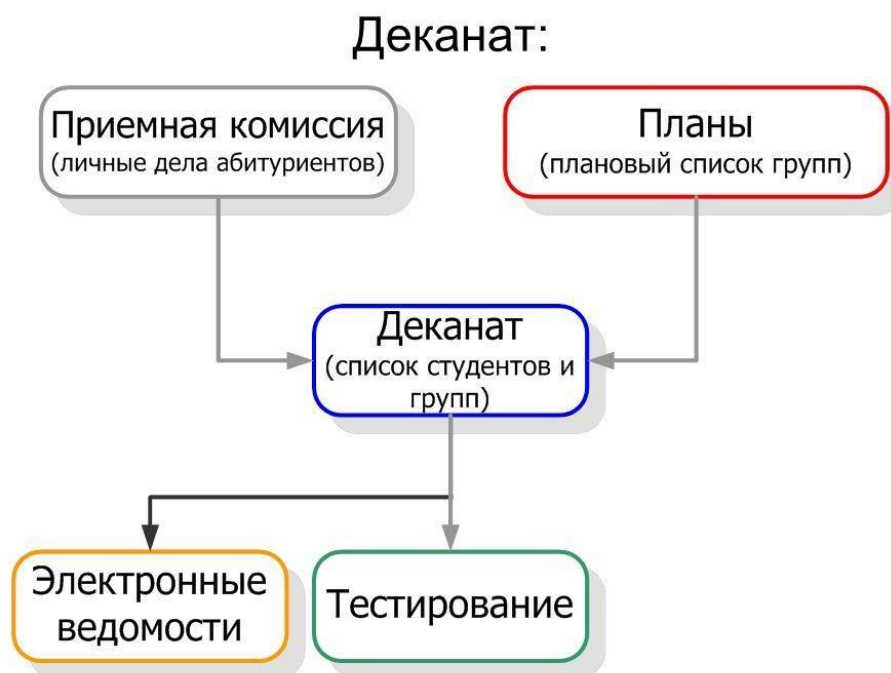 Деканат:
Приемная комиссия
(личные дела абитуриентов)
Планы
(плановый список групп)
Деканат
(список студентов и
групп)
Электронные
ведомости
Тестирование